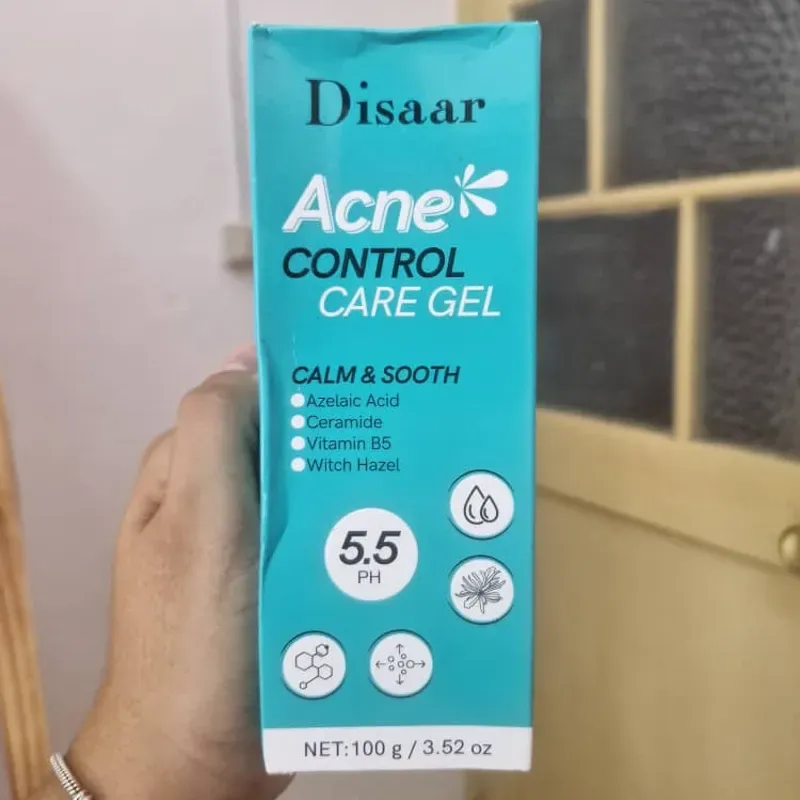 Disaar
Acne
CONTROL
CARE GEL
CALM & SOOTH
Azelaic Acid
Ceramide
Vitamin B5
Witch Hazel
5.5
PH
NET:100 g / 3.52 oz